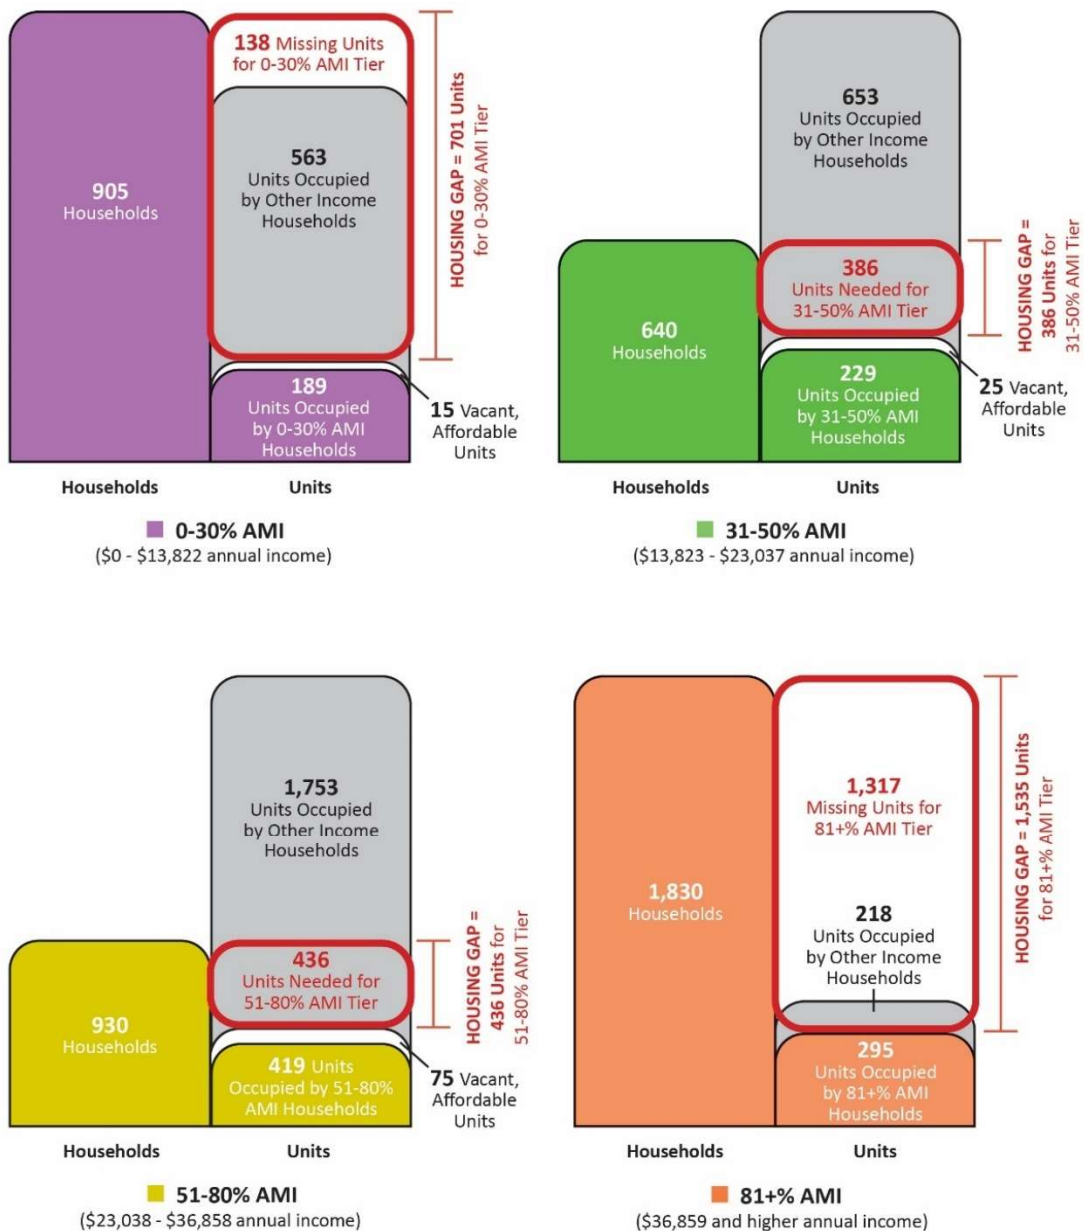 138 Missing Units
for 0-30% AMI Tier
563
Units Occupied
by Other Income
Households
905
Households
HOUSING GAP = 701 Units
for 0-30% AMI Tier
189
Units Occupied
by 0-30% AMI
Households
15 Vacant,
Affordable
Units
Households
Units
0-30% AMI
($0 - $13,822 annual income)
653
Units Occupied
by Other Income
Households
386
Units Needed for
31-50% AMI Tier
640
Households
HOUSING GAP =
386 Units for
31-50% AMI Tier
229
Units Occupied
by 31-50% AMI
Households
25 Vacant,
Affordable
Units
Households
Units
31-50% AMI
($13,823 - $23,037 annual income)
1,753
Units Occupied
by Other Income
Households
436
Units Needed for
51-80% AMI Tier
930
Households
HOUSING GAP =
436 Units for
51-80% AMI Tier
419 Units
Occupied by 51-80%
AMI Households
75 Vacant,
Affordable
Units
Households
Units
51-80% AMI
($23,038 - $36,858 annual income)
1,317
Missing Units for
81+% AMI Tier
1,830
Households
218
Units Occupied
by Other Income
Households
HOUSING GAP = 1,535 Units
for 81+% AMI Tier
295
Units Occupied
by 81+% AMI
Households
Households
Units
81+% AMI
($36,859 and higher annual income)